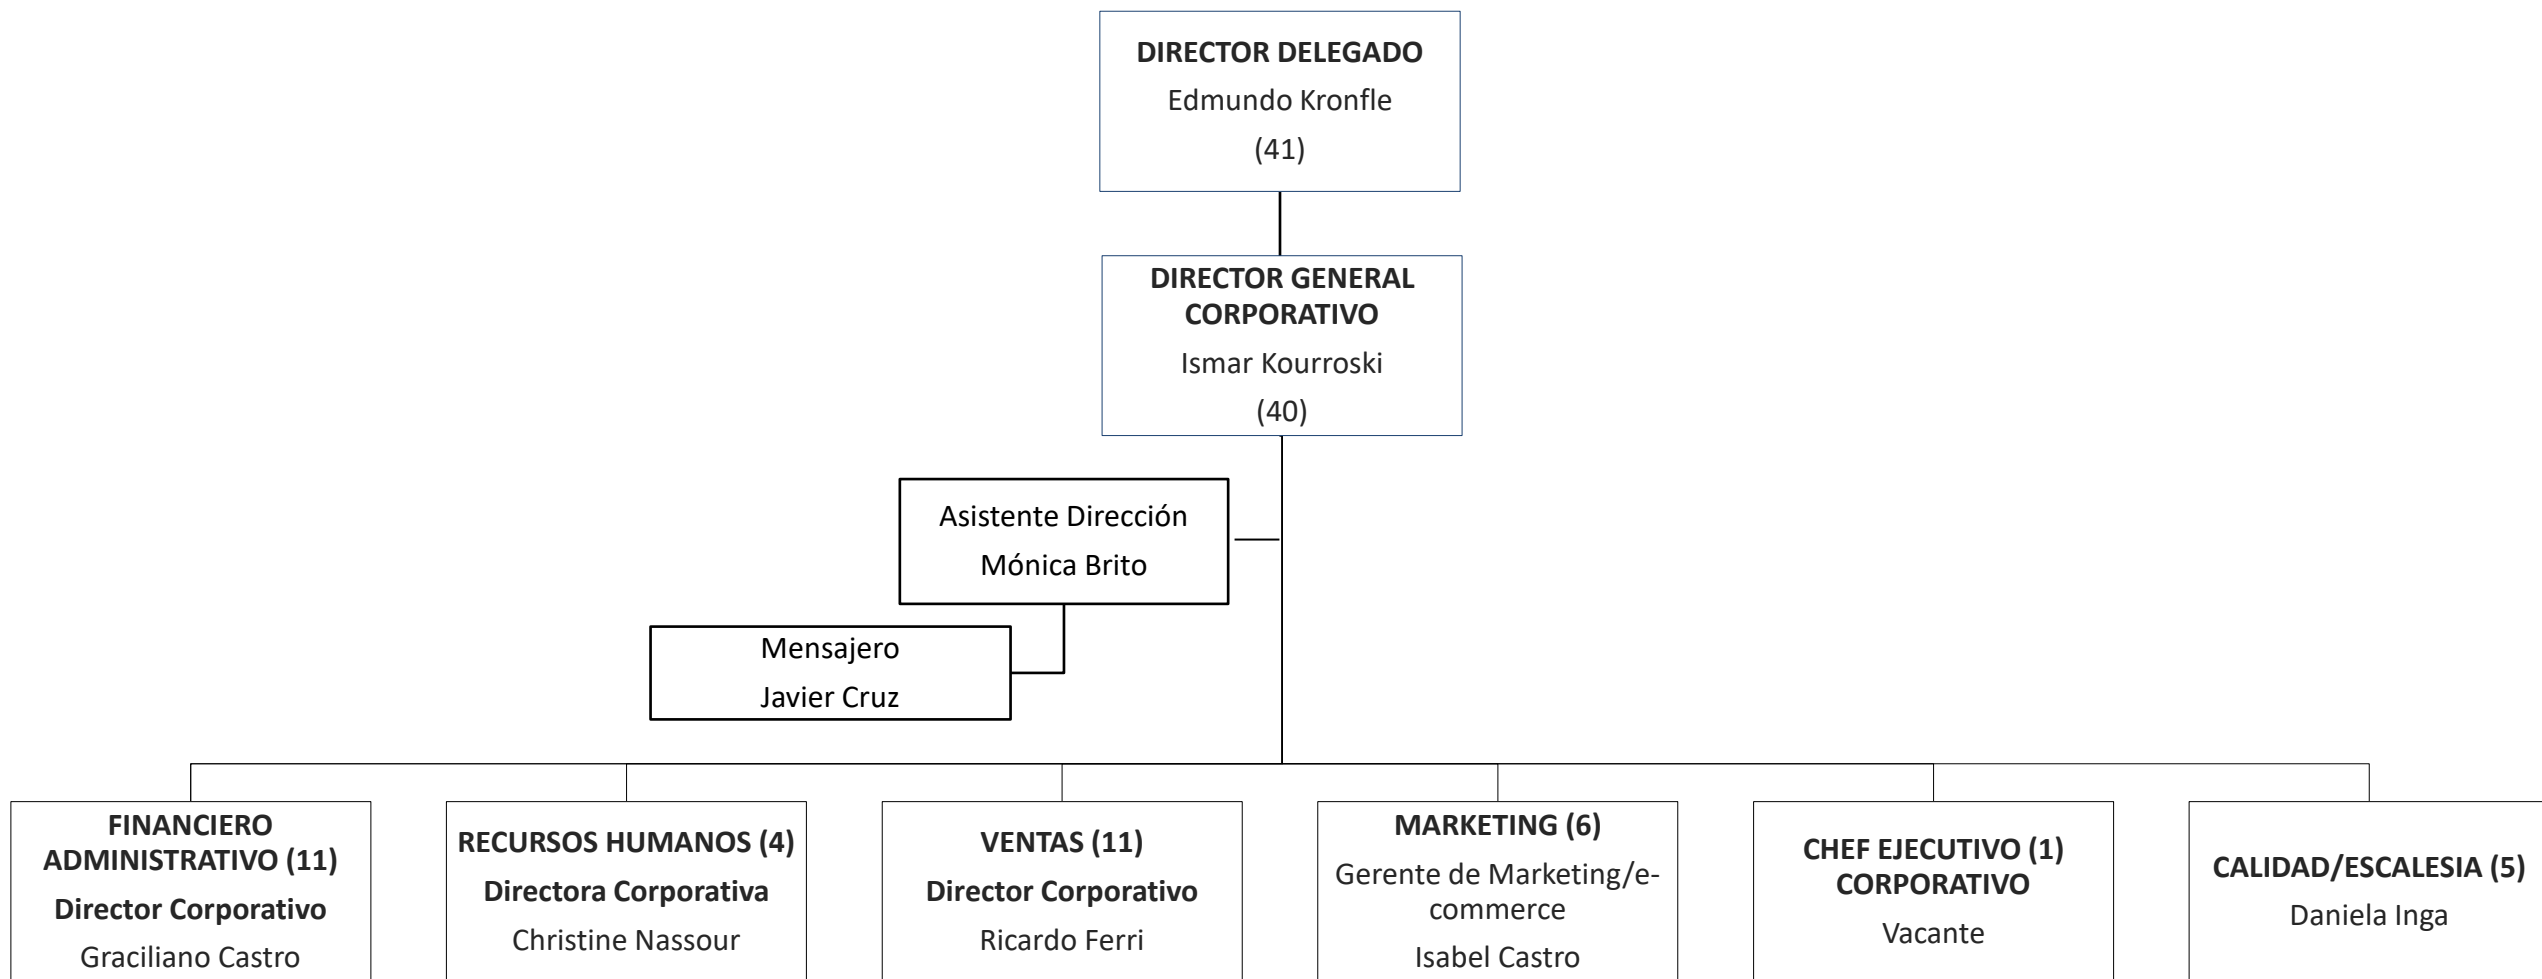 DIRECTOR DELEGADO
Edmundo Kronfle
(41)
DIRECTOR GENERAL
CORPORATIVO
Ismar Kourroski
(40)
Asistente Dirección
Mónica Brito
Mensajero
Javier Cruz
FINANCIERO
ADMINISTRATIVO (11)
Director Corporativo
Graciliano Castro
RECURSOS HUMANOS (4)
Directora Corporativa
Christine Nassour
VENTAS (11)
Director Corporativo
Ricardo Ferri
MARKETING (6)
Gerente de Marketing/e-
commerce
Isabel Castro
CHEF EJECUTIVO (1)
CORPORATIVO
Vacante
CALIDAD/ESCALESIA (5)
Daniela Inga